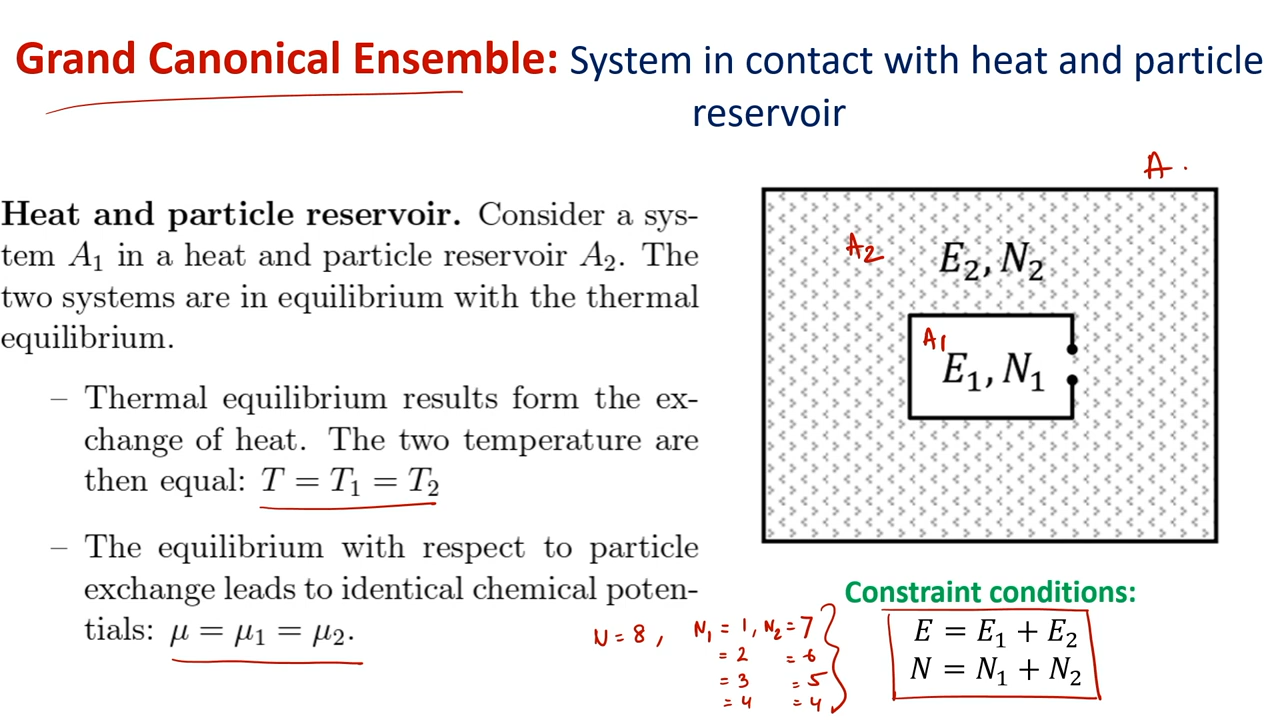 Grand Canonical Ensemble: System in contact with heat and particle
reservoir
Heat and particle reservoir. Consider a sys-
tem A₁ in a heat and particle reservoir A₂. The
two systems are in equilibrium with the thermal
equilibrium.
– Thermal equilibrium results form the ex-
change of heat. The two temperature are
then equal: T = T₁ = T₂
– The equilibrium with respect to particle
exchange leads to identical chemical poten-
tials: μ = μ₁ = μ₂.
A.
A₂
E₂, N₂
A₁
E₁, N₁
Constraint conditions:
E = E₁ + E₂
N = N₁ + N₂
N = 8, N₁ = 1, N₂ = 7
= 2 = 6
= 3 = 5
= 4 = 4